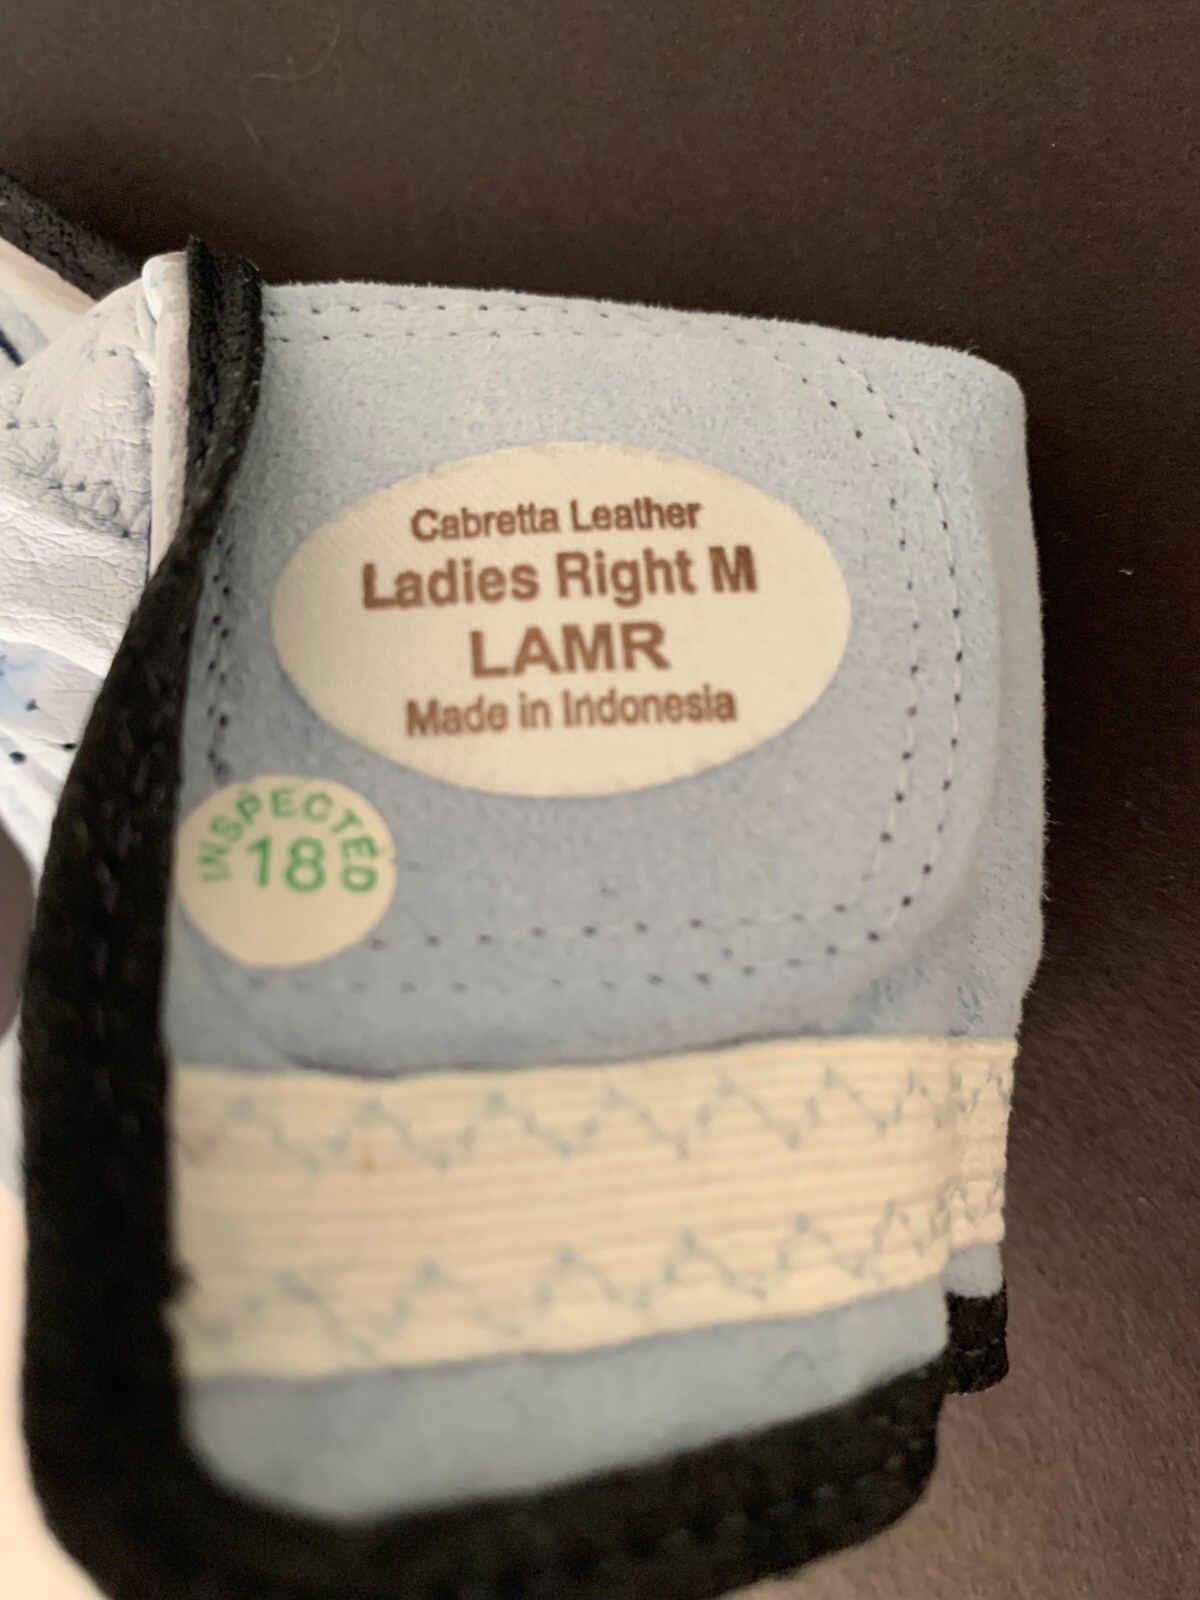 Cabretta Leather
Ladies Right M
LAMR
Made in Indonesia
INSPECTED
18